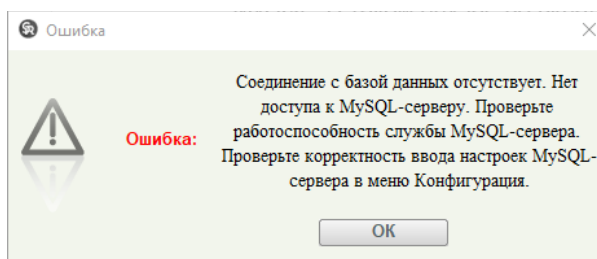 Ошибка
Соединение с базой данных отсутствует. Нет
доступа к MySQL-серверу. Проверьте
Ошибка: работоспособность службы MySQL-сервера.
Проверьте корректность ввода настроек MySQL-
сервера в меню Конфигурация.
ОК